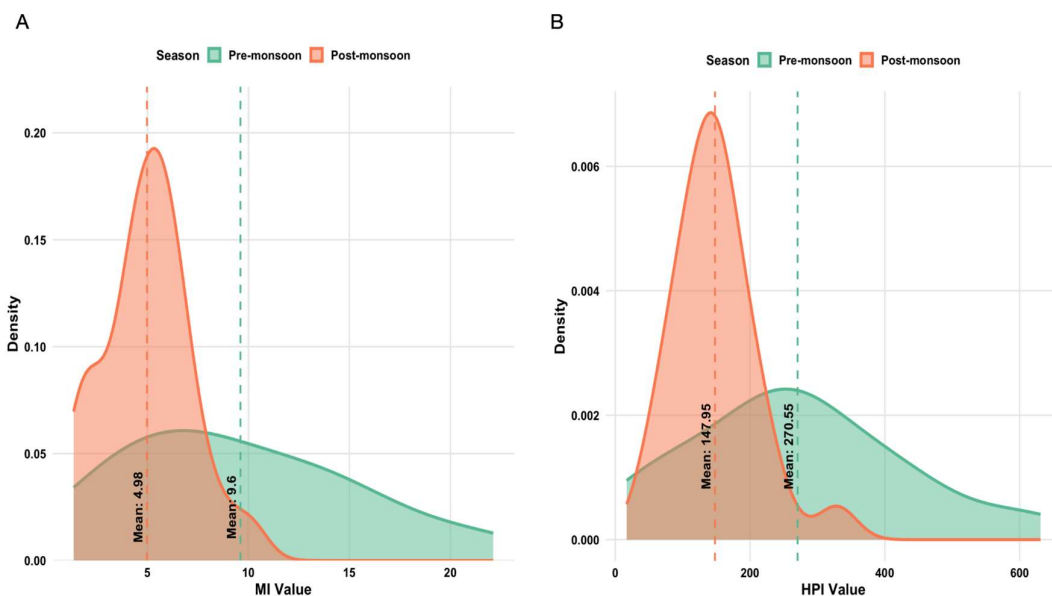 A
Season Pre-monsoon Post-monsoon
0.20
0.15
0.10
0.05
0.00
Density
Mean: 4.98
Mean: 9.6
5 10 15 20
MI Value
B
Season Pre-monsoon Post-monsoon
0.006
0.004
0.002
0.000
Density
Mean: 147.95
Mean: 270.55
0 200 400 600
HPI Value